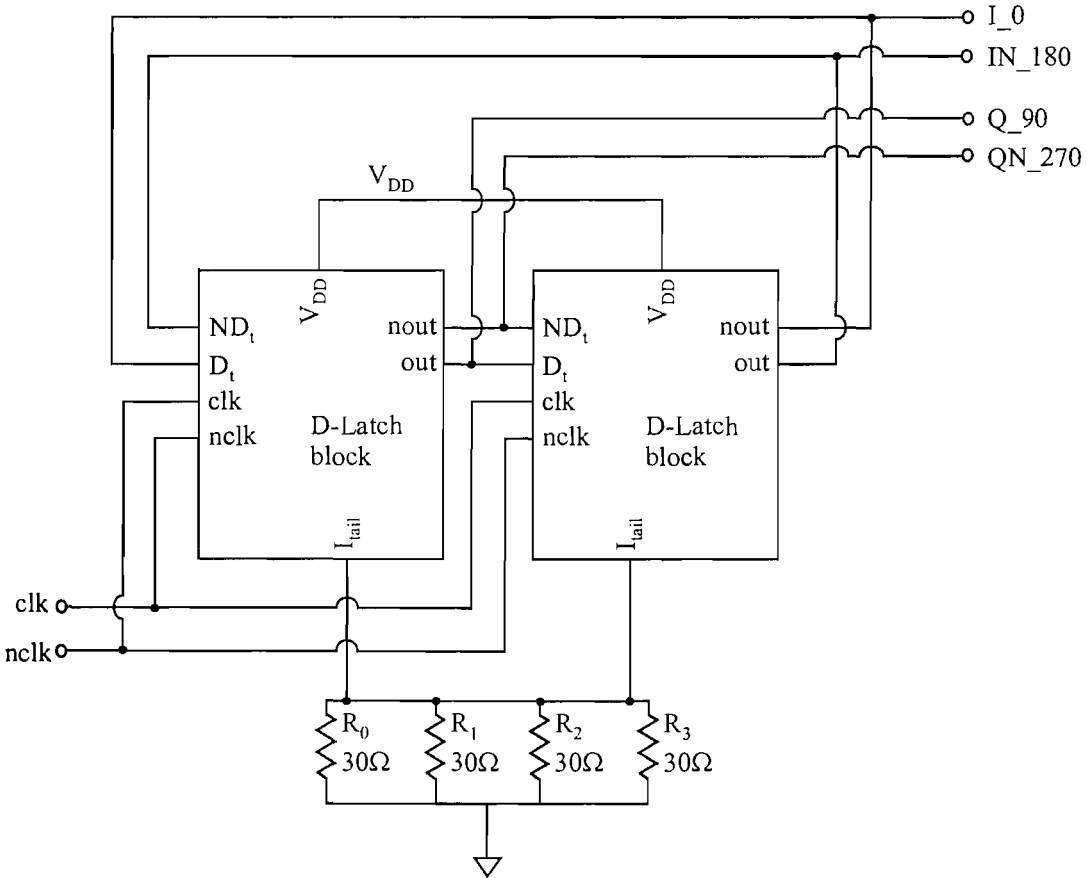 I_0
IN_180
Q_90
QN_270
V_DD
V_DD
ND_t
D_t
clk
nclk
nout
out
D-Latch
block
I_tail
V_DD
ND_t
D_t
clk
nclk
nout
out
D-Latch
block
I_tail
clk
nclk
R_0
30Ω
R_1
30Ω
R_2
30Ω
R_3
30Ω